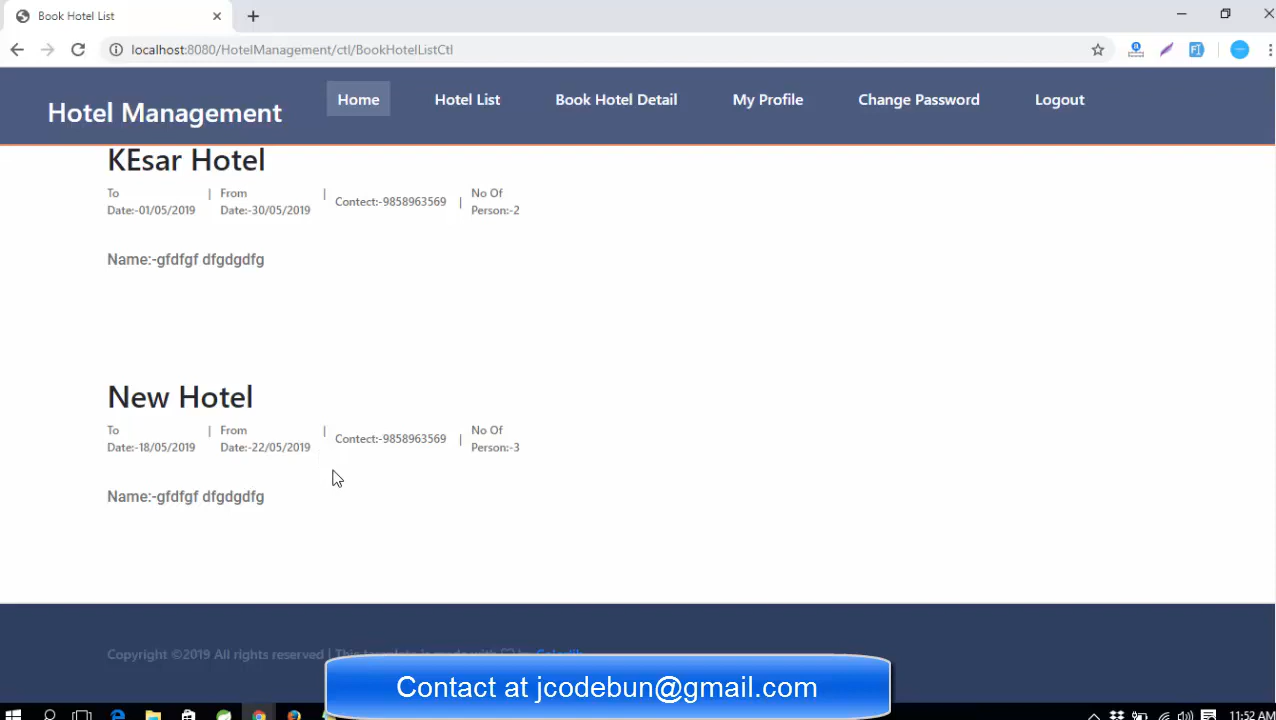 Book Hotel List
localhost:8080/HotelManagement/ctl/BookHotelListCtl
Hotel Management
Home Hotel List Book Hotel Detail My Profile Change Password Logout
KEsar Hotel
To | From | Contect:-9858963569 | No Of
Date:-01/05/2019 Date:-30/05/2019 Person:-2
Name:-gfdfgf dfgdgdfg
New Hotel
To | From | Contect:-9858963569 | No Of
Date:-18/05/2019 Date:-22/05/2019 Person:-3
Name:-gfdfgf dfgdgdfg
Copyright ©2019 All rights reserved | This template is made with ♡ by
Contact at jcodebun@gmail.com
11:52 AM